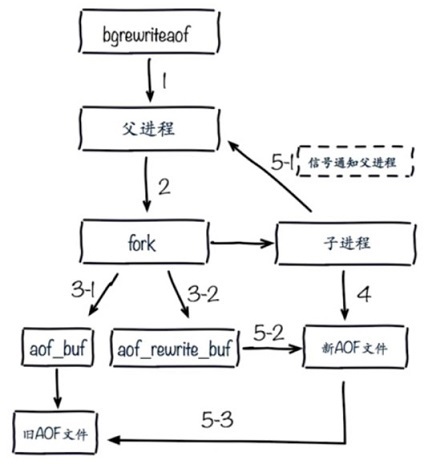 bgrewriteaof
1
父进程
5-1 信号通知父进程
2
fork
子进程
3-1
3-2
4
aof_buf
aof_rewrite_buf
5-2
新AOF文件
5-3
旧AOF文件